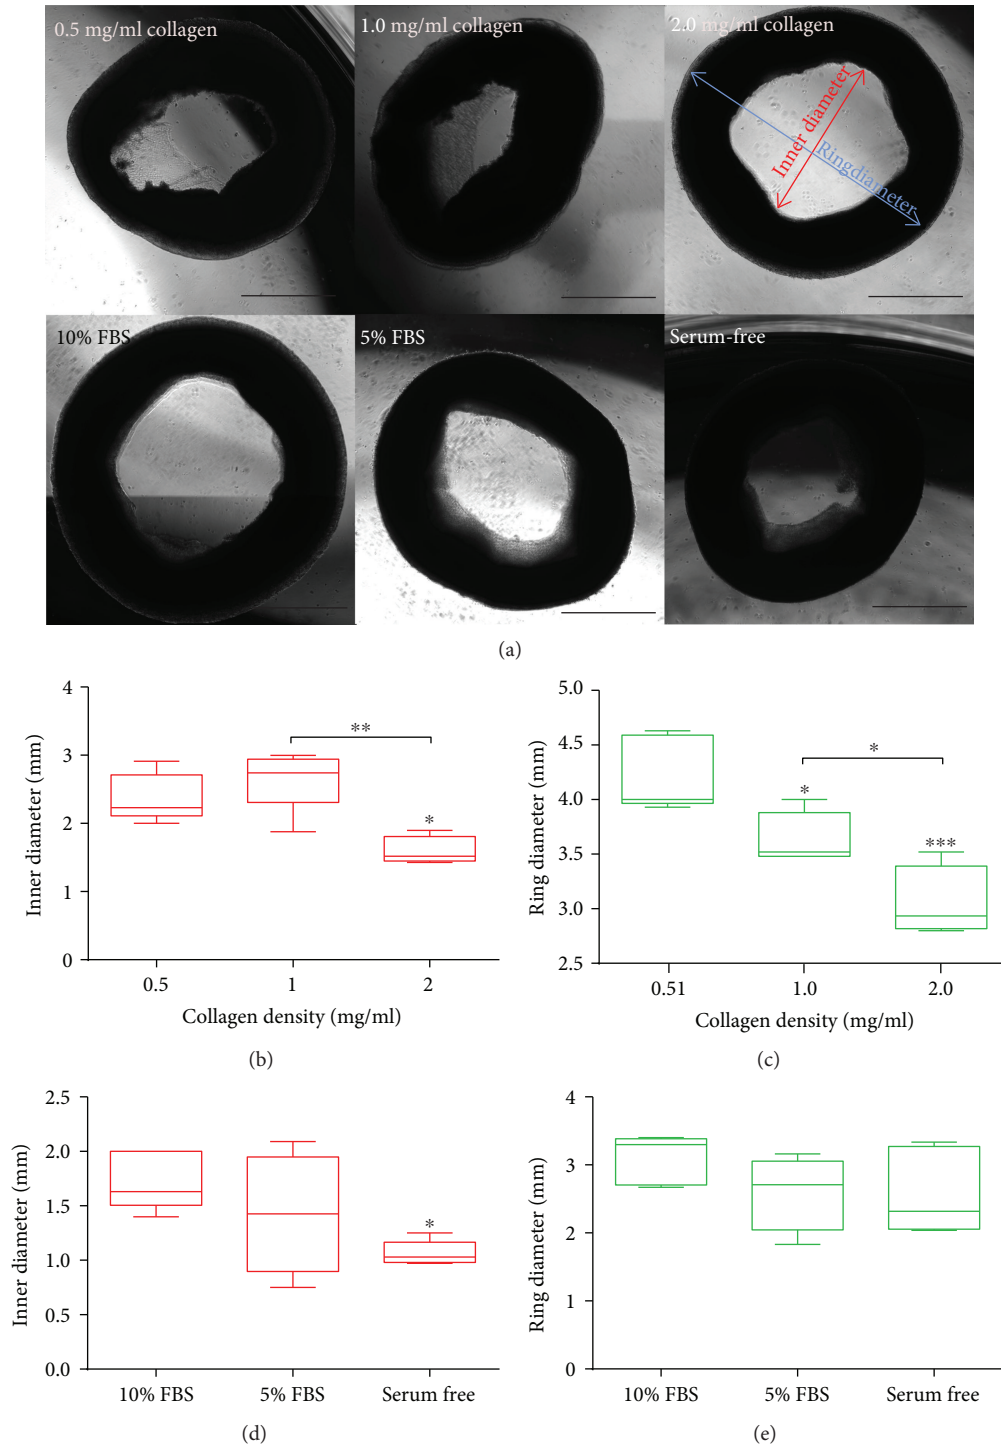 0.5 mg/ml collagen
1.0 mg/ml collagen
2.0 mg/ml collagen
Inner diameter
Ringdiameter
10% FBS
5% FBS
Serum-free
(a)
4
3
2
1
0
Inner diameter (mm)
**
*
0.5
1
2
Collagen density (mg/ml)
(b)
5.0
4.5
4.0
3.5
3.0
2.5
Ring diameter (mm)
*
*
***
0.51
1.0
2.0
Collagen density (mg/ml)
(c)
2.5
2.0
1.5
1.0
0.5
0.0
Inner diameter (mm)
*
10% FBS
5% FBS
Serum free
(d)
4
3
2
1
0
Ring diameter (mm)
10% FBS
5% FBS
Serum free
(e)